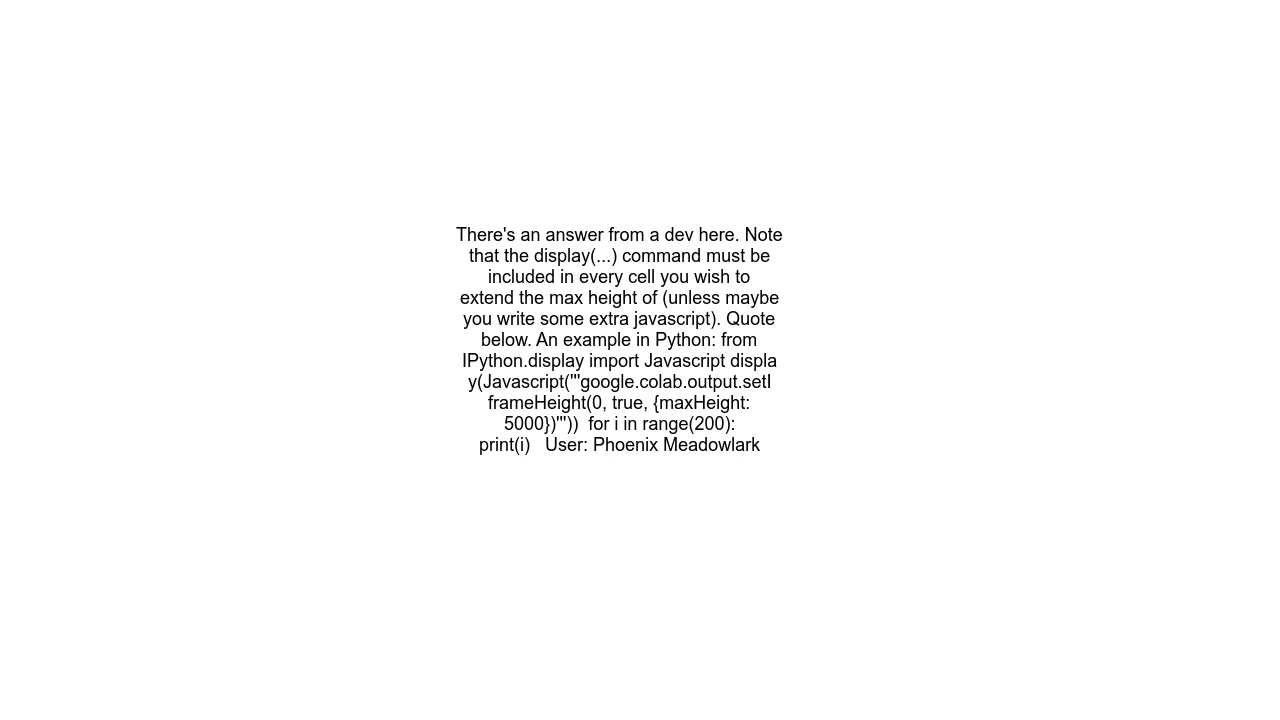 There's an answer from a dev here. Note
that the display(...) command must be
included in every cell you wish to
extend the max height of (unless maybe
you write some extra javascript). Quote
below. An example in Python: from
IPython.display import Javascript displa
y(Javascript('''google.colab.output.setI
frameHeight(0, true, {maxHeight:
5000})'''))  for i in range(200):
print(i)   User: Phoenix Meadowlark